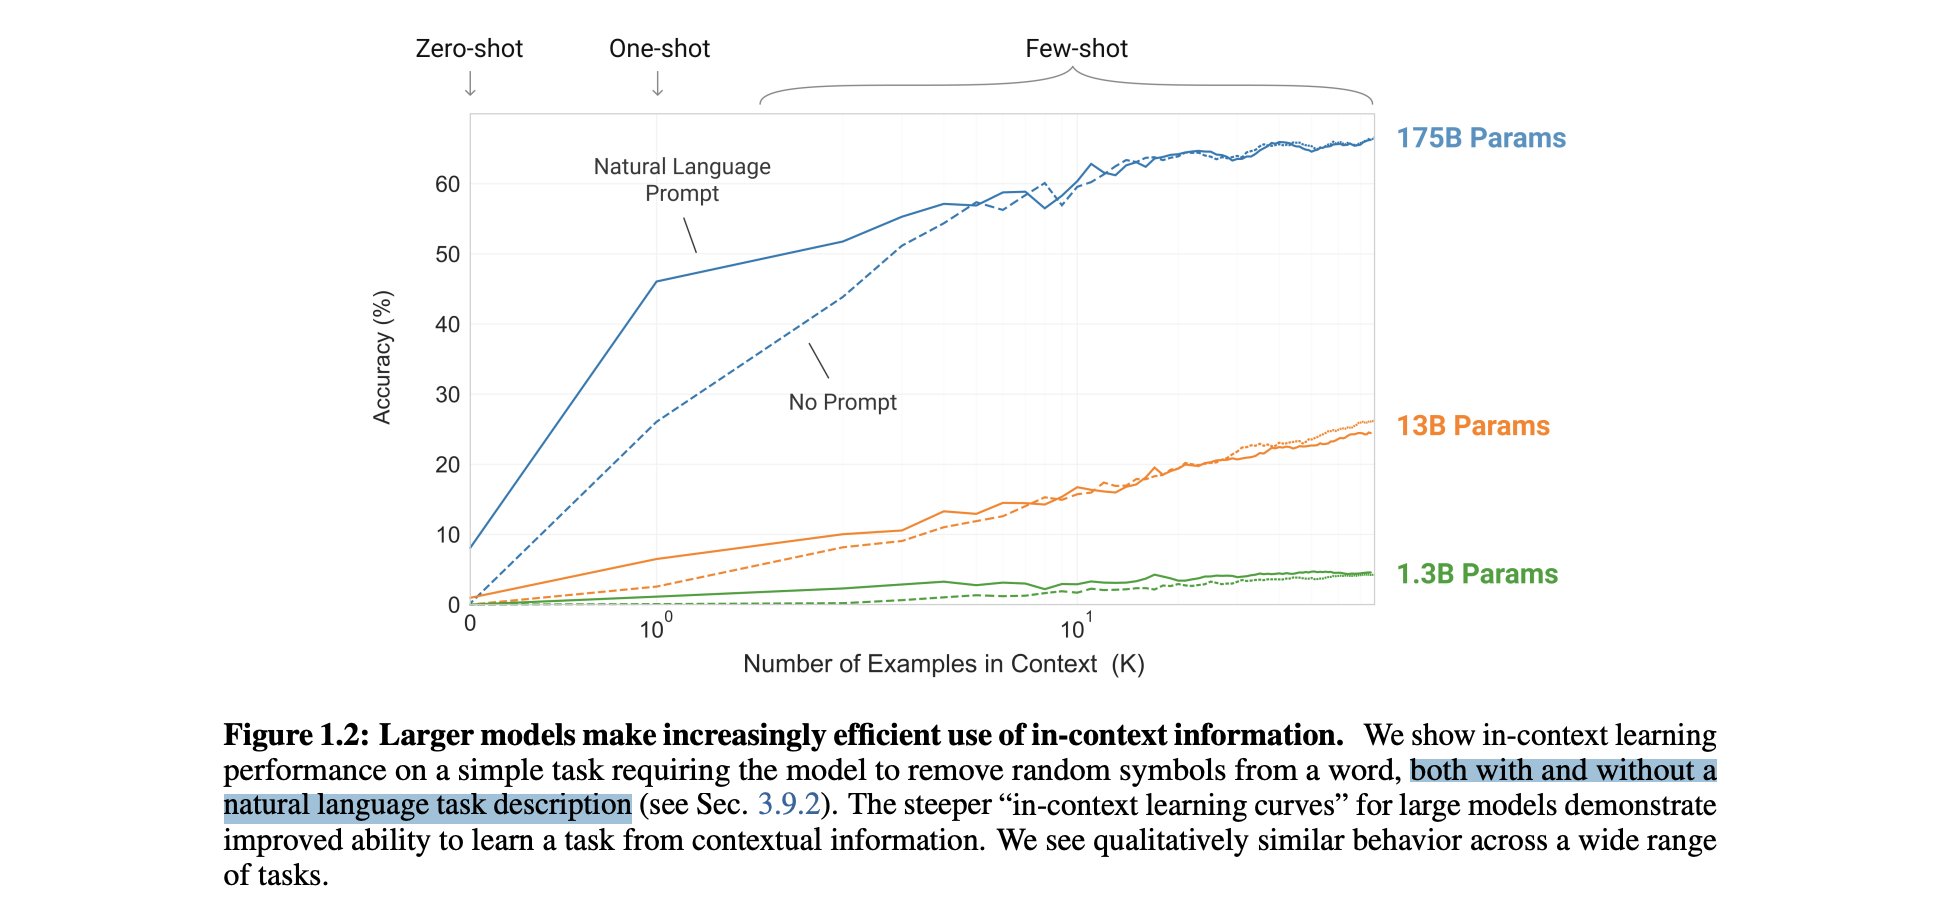 Zero-shot
One-shot
Few-shot
175B Params
Natural Language
Prompt
60
50
40
30
20
10
0
Accuracy (%)
No Prompt
13B Params
1.3B Params
0
10⁰
10¹
Number of Examples in Context (K)
Figure 1.2: Larger models make increasingly efficient use of in-context information. We show in-context learning
performance on a simple task requiring the model to remove random symbols from a word, both with and without a
natural language task description (see Sec. 3.9.2). The steeper “in-context learning curves” for large models demonstrate
improved ability to learn a task from contextual information. We see qualitatively similar behavior across a wide range
of tasks.